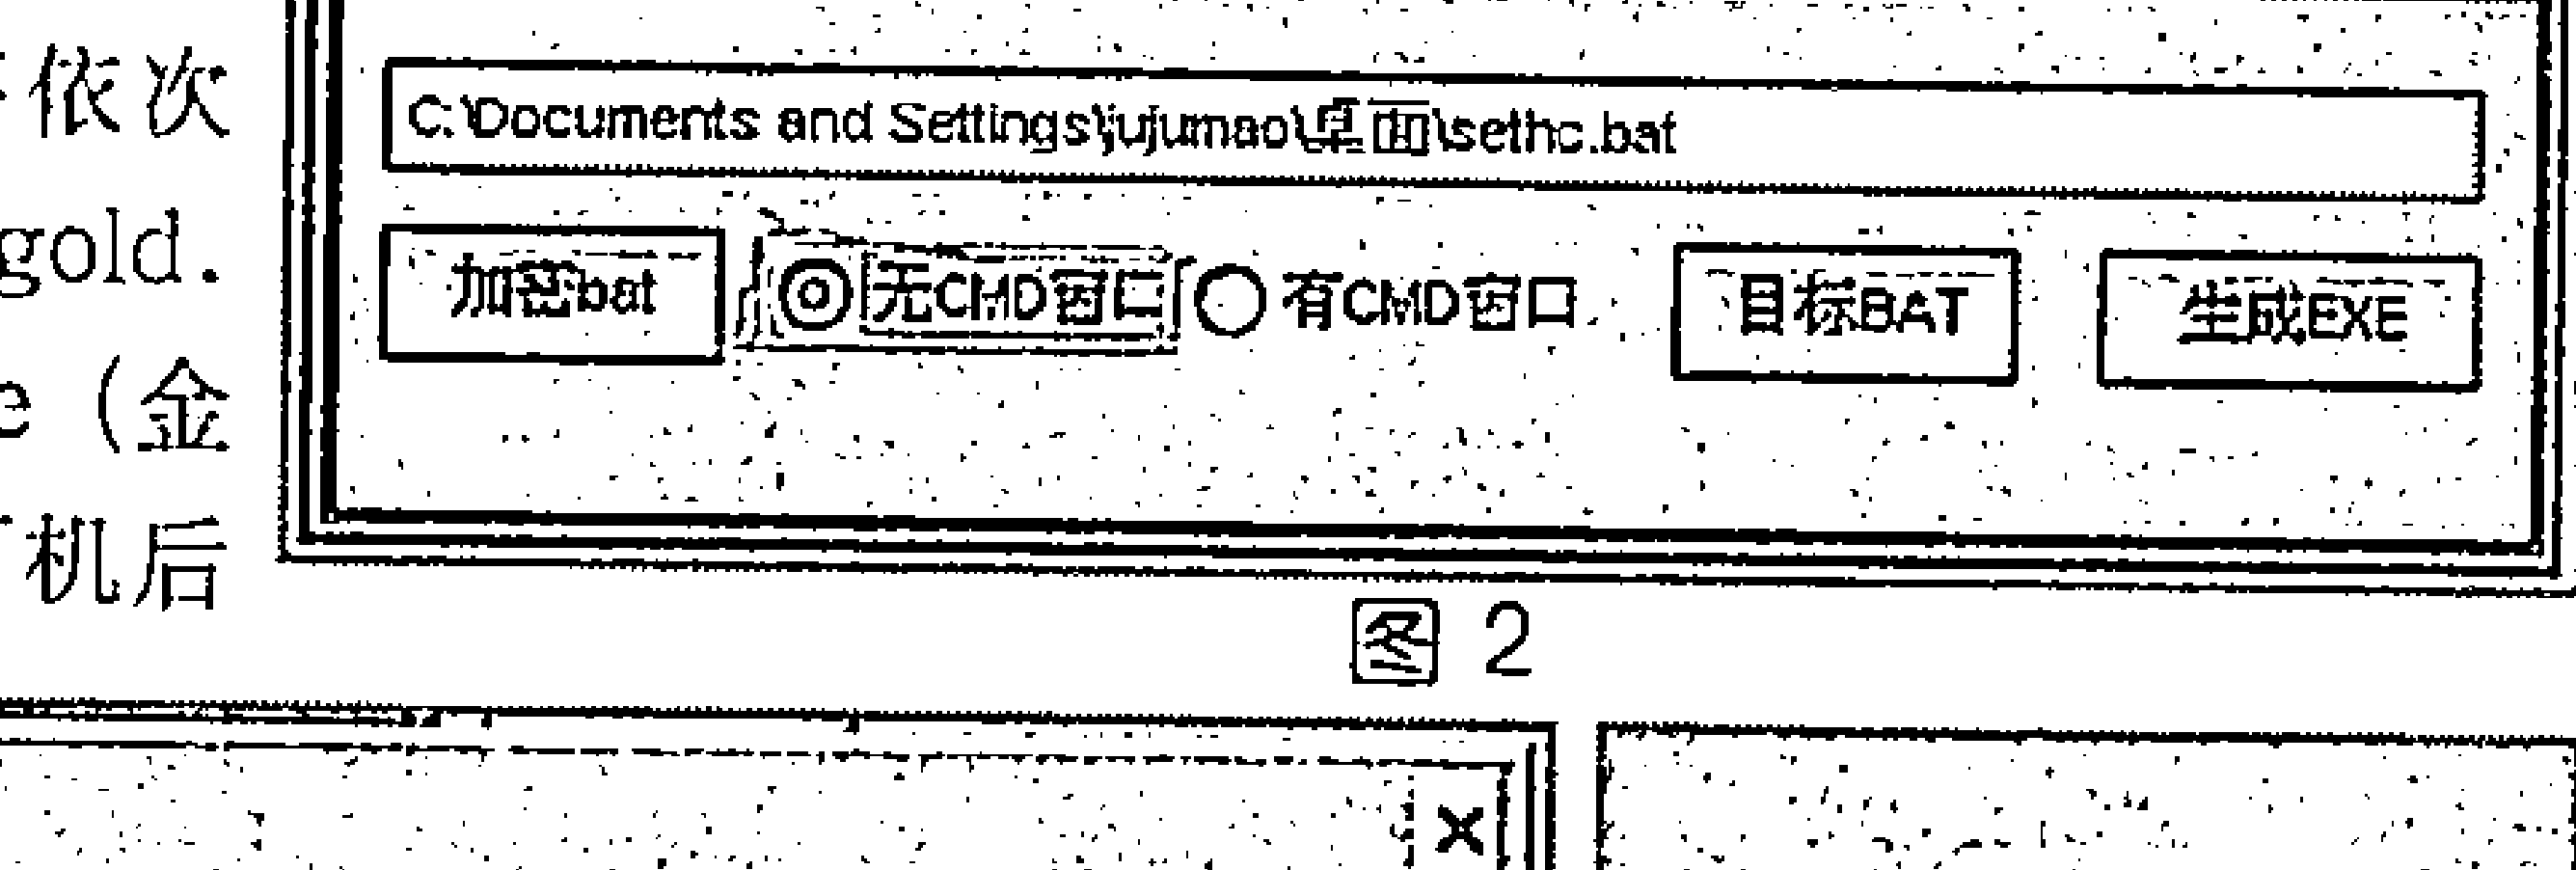 依次
gold.
e（金
机后
C:\Documents and Settings\jujumao\桌面\sethc.bat
加密bat 无CMD窗口 有CMD窗口 目标BAT 生成EXE
图 2